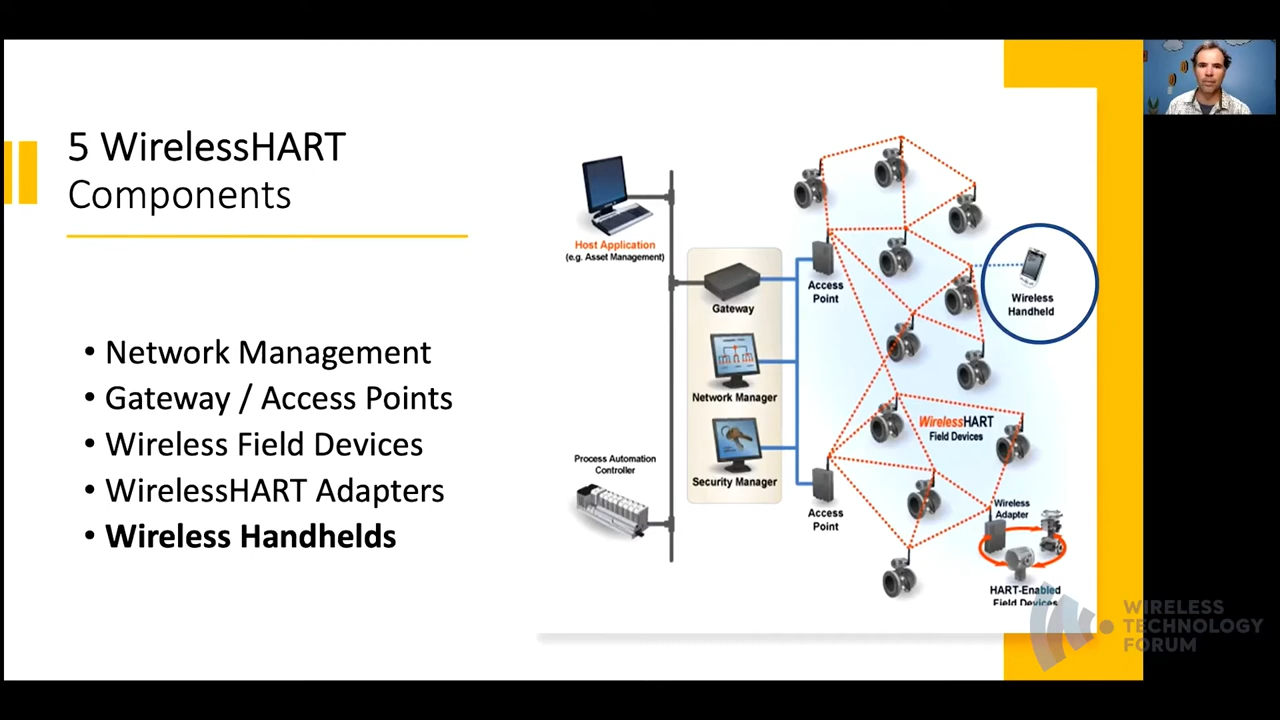 5 WirelessHART
Components
• Network Management
• Gateway / Access Points
• Wireless Field Devices
• WirelessHART Adapters
• Wireless Handhelds
Host Application
(e.g. Asset Management)
Gateway
Network Manager
Security Manager
Process Automation
Controller
Access
Point
Access
Point
Wireless
Handheld
WirelessHART
Field Devices
Wireless
Adapter
HART-Enabled
Field Devices
WIRELESS
TECHNOLOGY
FORUM